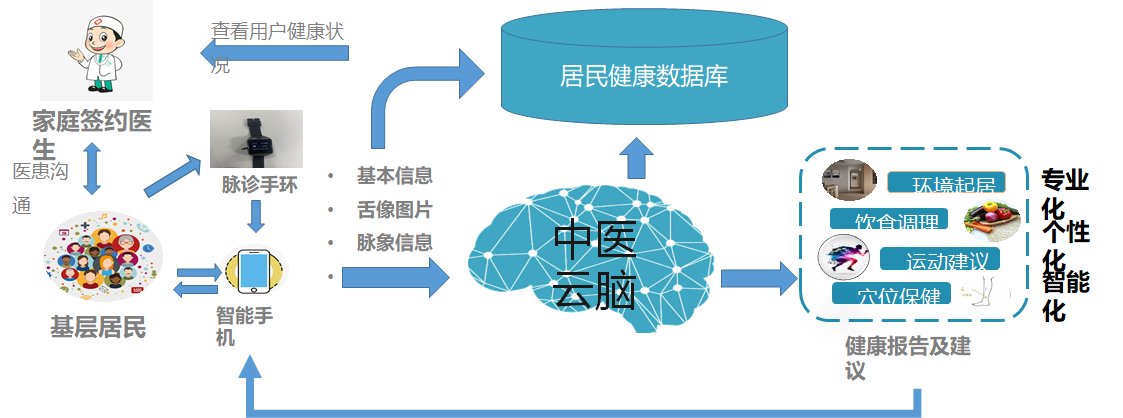 查看用户健康状
况
居民健康数据库
家庭签约医
生
医患沟
通
脉诊手环
基本信息
舌像图片
脉象信息
中医
云脑
环境起居
饮食调理
运动建议
穴位保健
专业
化
个性
化
智能
化
基层居民
智能手
机
健康报告及建
议